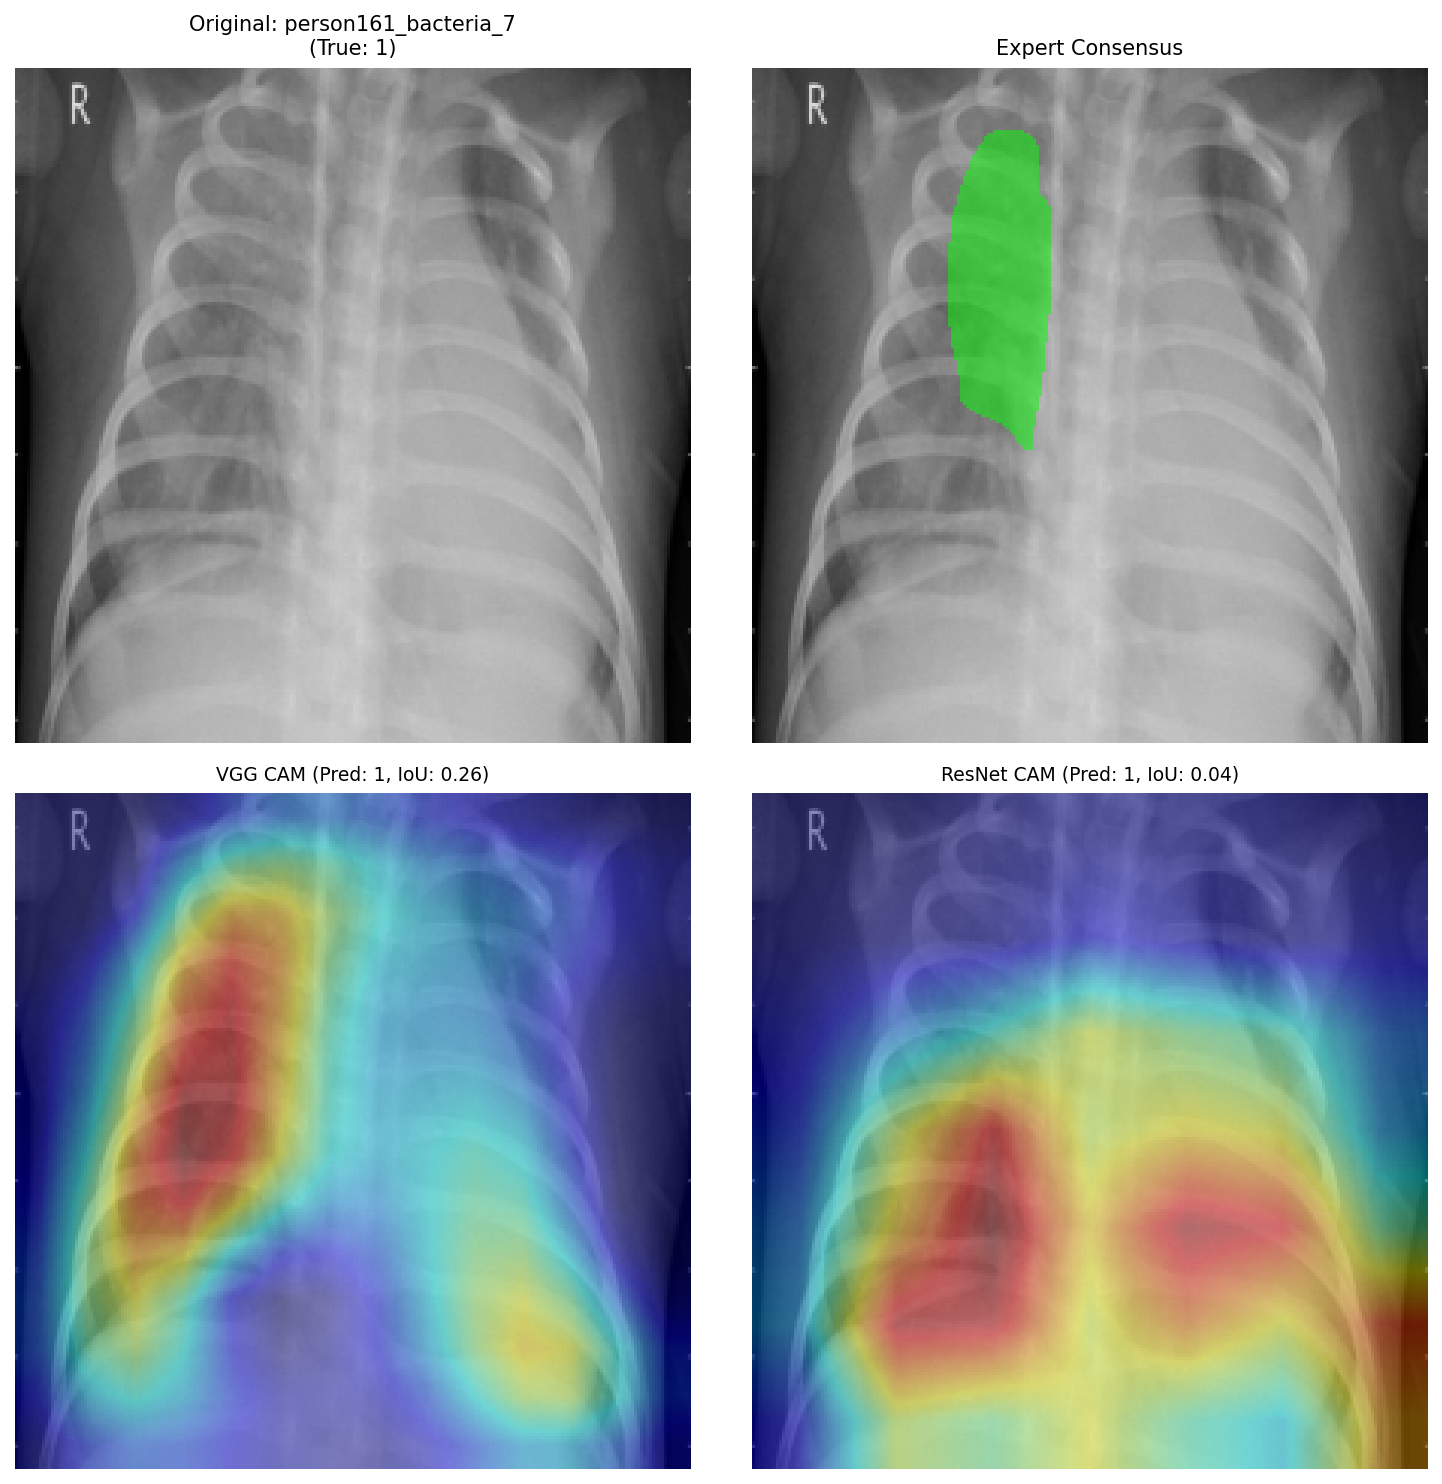 Original: person161_bacteria_7
(True: 1)
Expert Consensus
R
R
VGG CAM (Pred: 1, IoU: 0.26)
ResNet CAM (Pred: 1, IoU: 0.04)
R
R